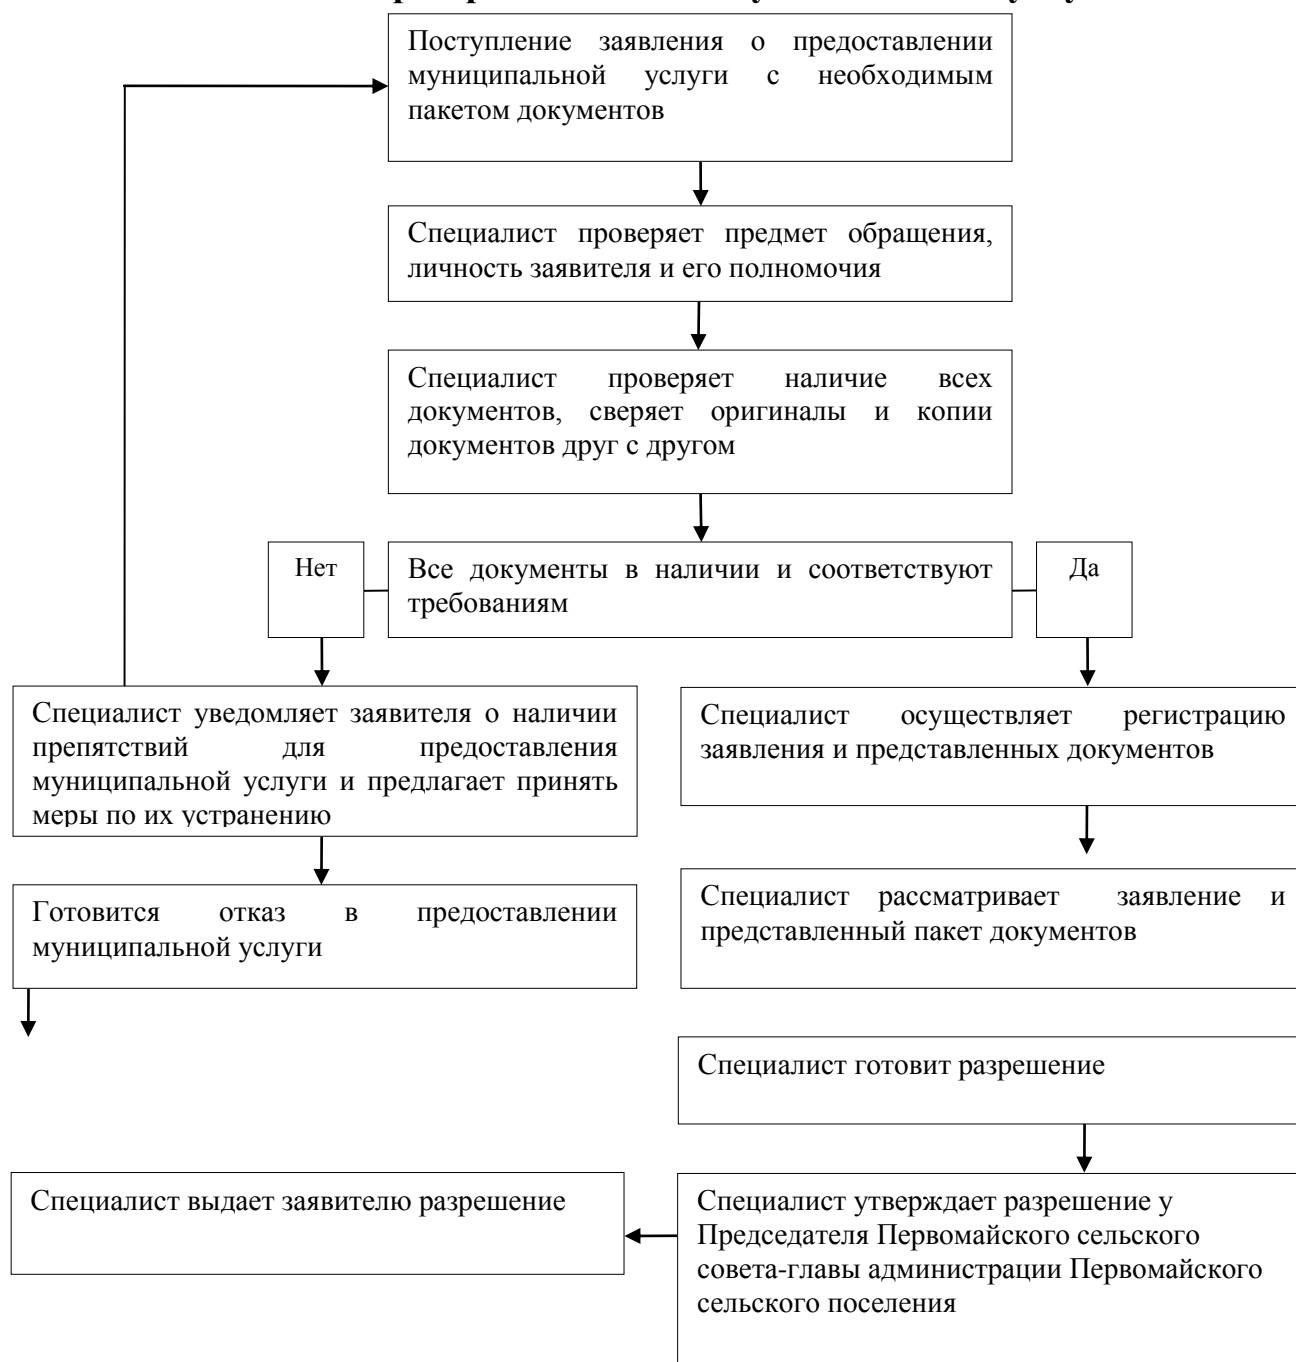 Поступление заявления о предоставлении
муниципальной услуги с необходимым
пакетом документов
Специалист проверяет предмет обращения,
личность заявителя и его полномочия
Специалист проверяет наличие всех
документов, сверяет оригиналы и копии
документов друг с другом
Нет
Все документы в наличии и соответствуют
требованиям
Да
Специалист уведомляет заявителя о наличии
препятствий для предоставления
муниципальной услуги и предлагает принять
меры по их устранению
Специалист осуществляет регистрацию
заявления и представленных документов
Готовится отказ в предоставлении
муниципальной услуги
Специалист рассматривает заявление и
представленный пакет документов
Специалист готовит разрешение
Специалист выдает заявителю разрешение
Специалист утверждает разрешение у
Председателя Первомайского сельского
совета-главы администрации Первомайского
сельского поселения